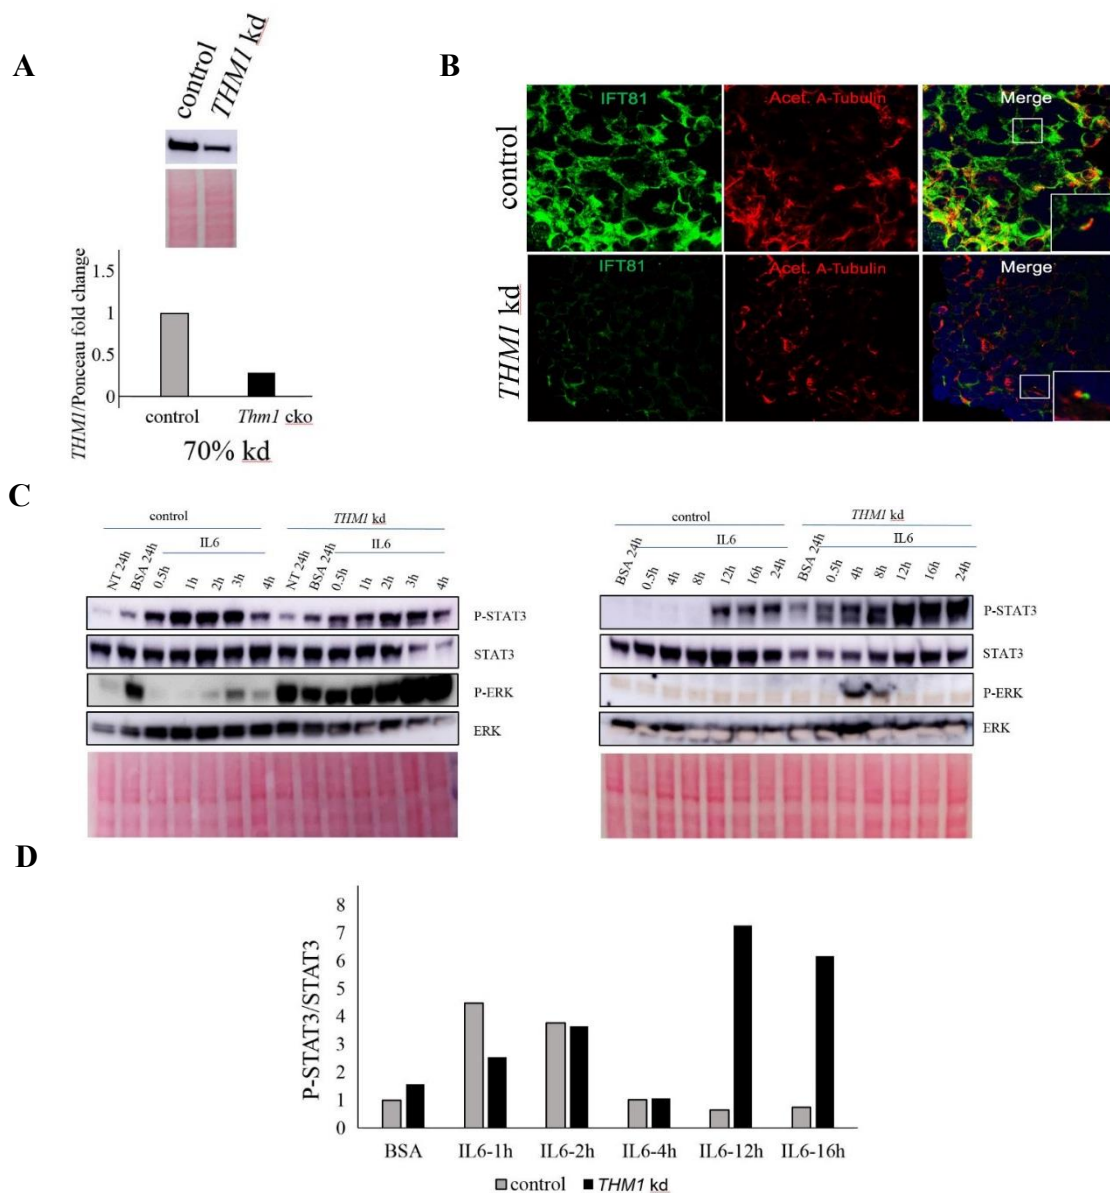 A
control
THM1 kd
THM1/Ponceau fold change
1.5
1
0.5
0
control
Thm1 cko
70% kd
B
control
THM1 kd
IFT81
Acet. A-Tubulin
Merge
IFT81
Acet. A-Tubulin
Merge
C
control
THM1 kd
IL6
IL6
NT 24h
BSA 24h
0.5h
1h
2h
3h
4h
NT 24h
BSA 24h
0.5h
1h
2h
3h
4h
P-STAT3
STAT3
P-ERK
ERK
control
THM1 kd
IL6
IL6
BSA 24h
0.5h
4h
8h
12h
16h
24h
BSA 24h
0.5h
4h
8h
12h
16h
24h
P-STAT3
STAT3
P-ERK
ERK
D
P-STAT3/STAT3
8
7
6
5
4
3
2
1
0
BSA
IL6-1h
IL6-2h
IL6-4h
IL6-12h
IL6-16h
control
THM1 kd